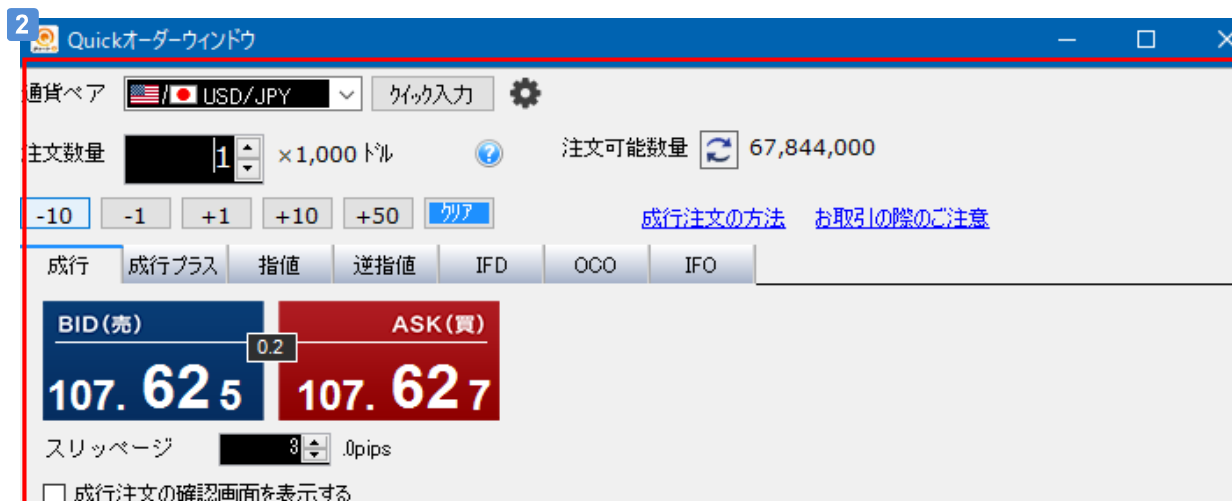 2
Quickオーダーウィンドウ
通貨ペア USD/JPY クイック入力
注文数量 1 ×1,000 ドル ? 注文可能数量 67,844,000
-10 -1 +1 +10 +50 クリア 成行注文の方法 お取引の際のご注意
成行 成行プラス 指値 逆指値 IFD OCO IFO
BID(売) ASK(買)
0.2
107. 62 5 107. 62 7
スリッページ 3 .0pips
成行注文の確認画面を表示する